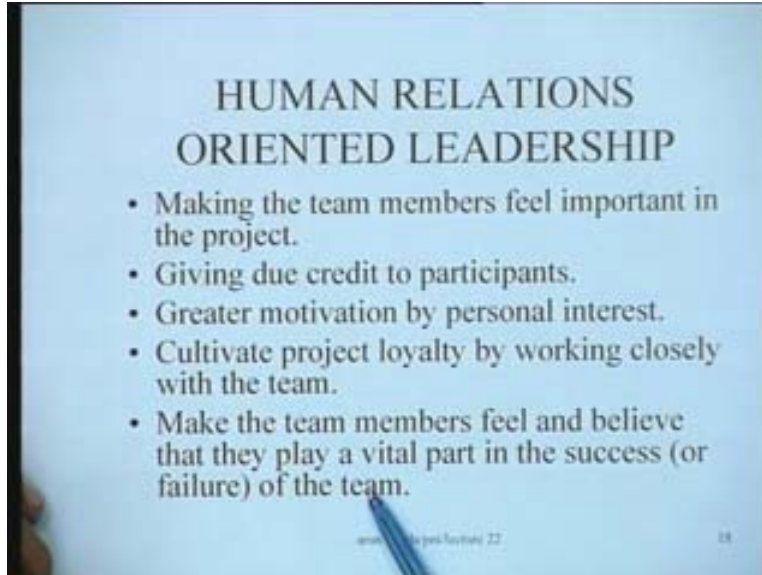 HUMAN RELATIONS
ORIENTED LEADERSHIP
• Making the team members feel important in
the project.
• Giving due credit to participants.
• Greater motivation by personal interest.
• Cultivate project loyalty by working closely
with the team.
• Make the team members feel and believe
that they play a vital part in the success (or
failure) of the team.
22